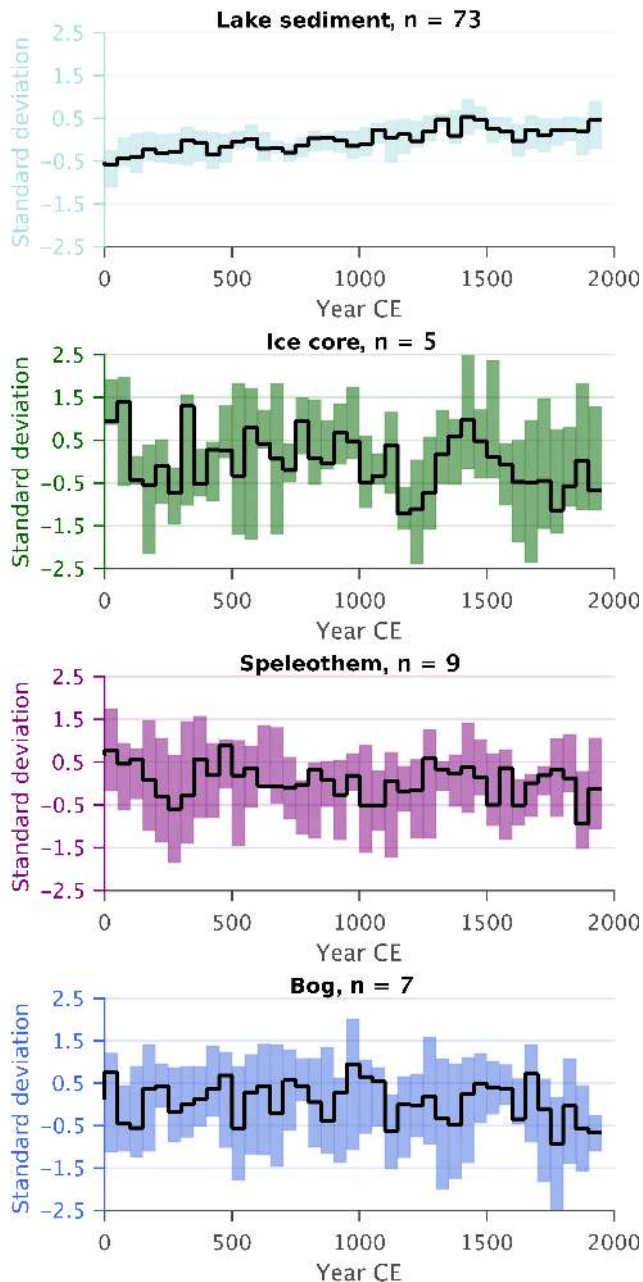 Lake sediment, n = 73
2.5
0.5
-0.5
-1.5
-2.5
Standard deviation
0 500 1000 1500 2000
Year CE
Ice core, n = 5
2.5
1.5
0.5
-0.5
-1.5
-2.5
Standard deviation
0 500 1000 1500 2000
Year CE
Speleothem, n = 9
2.5
1.5
0.5
-0.5
-1.5
-2.5
Standard deviation
0 500 1000 1500 2000
Year CE
Bog, n = 7
2.5
1.5
0.5
-0.5
-1.5
-2.5
Standard deviation
0 500 1000 1500 2000
Year CE